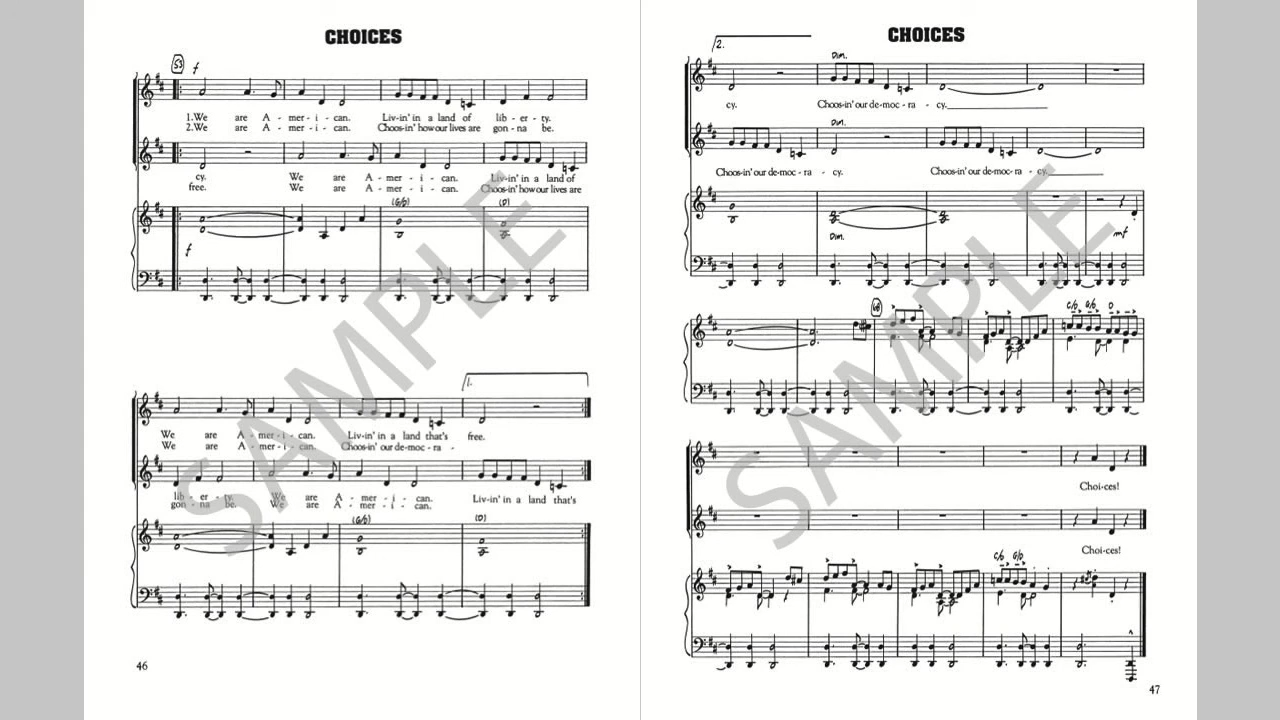 CHOICES
53 f
1.We are A - mer - i - can. Liv-in' in a land of lib - er - ty.
2.We are A - mer - i - can. Choos-in' how our lives are gon - na be.
cy. We are A - mer - i - can. Liv-in' in a land of
free. We are A - mer - i - can. Choos-in' how our lives are
(G/D) (D)
f
1.
We are A - mer - i - can. Liv-in' in a land that's free.
We are A - mer - i - can. Choos-in' our de-moc - ra -
lib - er - ty. We are A - mer - i - can. Liv-in' in a land that's
gon - na be. We are A - mer - i - can.
(G/D) (D)
46
SAMPLE
CHOICES
2.
Dim.
cy. Choos-in' our de-moc - ra - cy.
Dim.
Choos-in' our de-moc - ra - cy. Choos-in' our de-moc - ra - cy.
Dim. mf
C/D G/D D
Choi-ces!
Choi-ces!
C/D G/D
47
SAMPLE